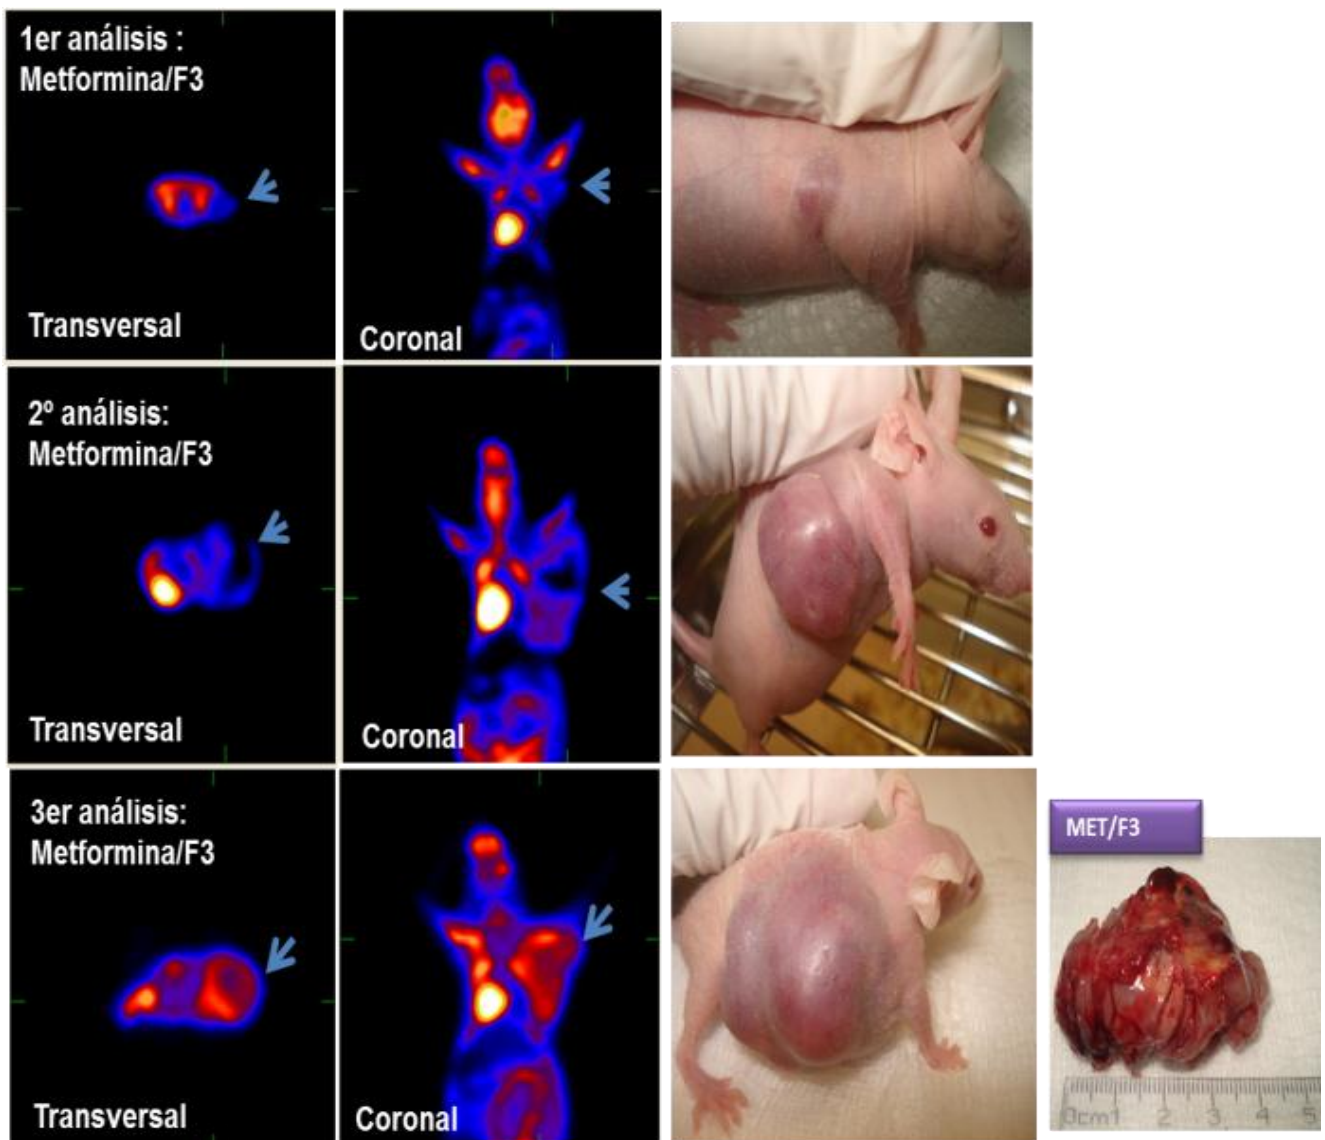 1er análisis :
Metformina/F3
Transversal
Coronal
2º análisis:
Metformina/F3
Transversal
Coronal
3er análisis:
Metformina/F3
Transversal
Coronal
MET/F3
0cm1 2 3 4 5